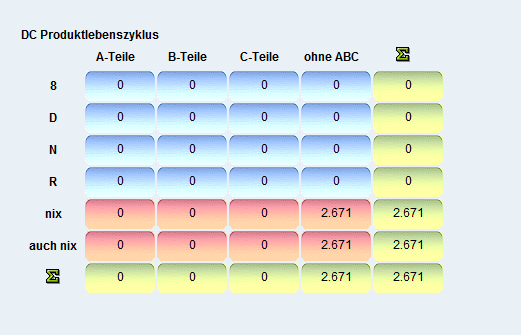 DC Produktlebenszyklus
A-Teile B-Teile C-Teile ohne ABC Σ
8 0 0 0 0 0
D 0 0 0 0 0
N 0 0 0 0 0
R 0 0 0 0 0
nix 0 0 0 2.671 2.671
auch nix 0 0 0 2.671 2.671
Σ 0 0 0 2.671 2.671